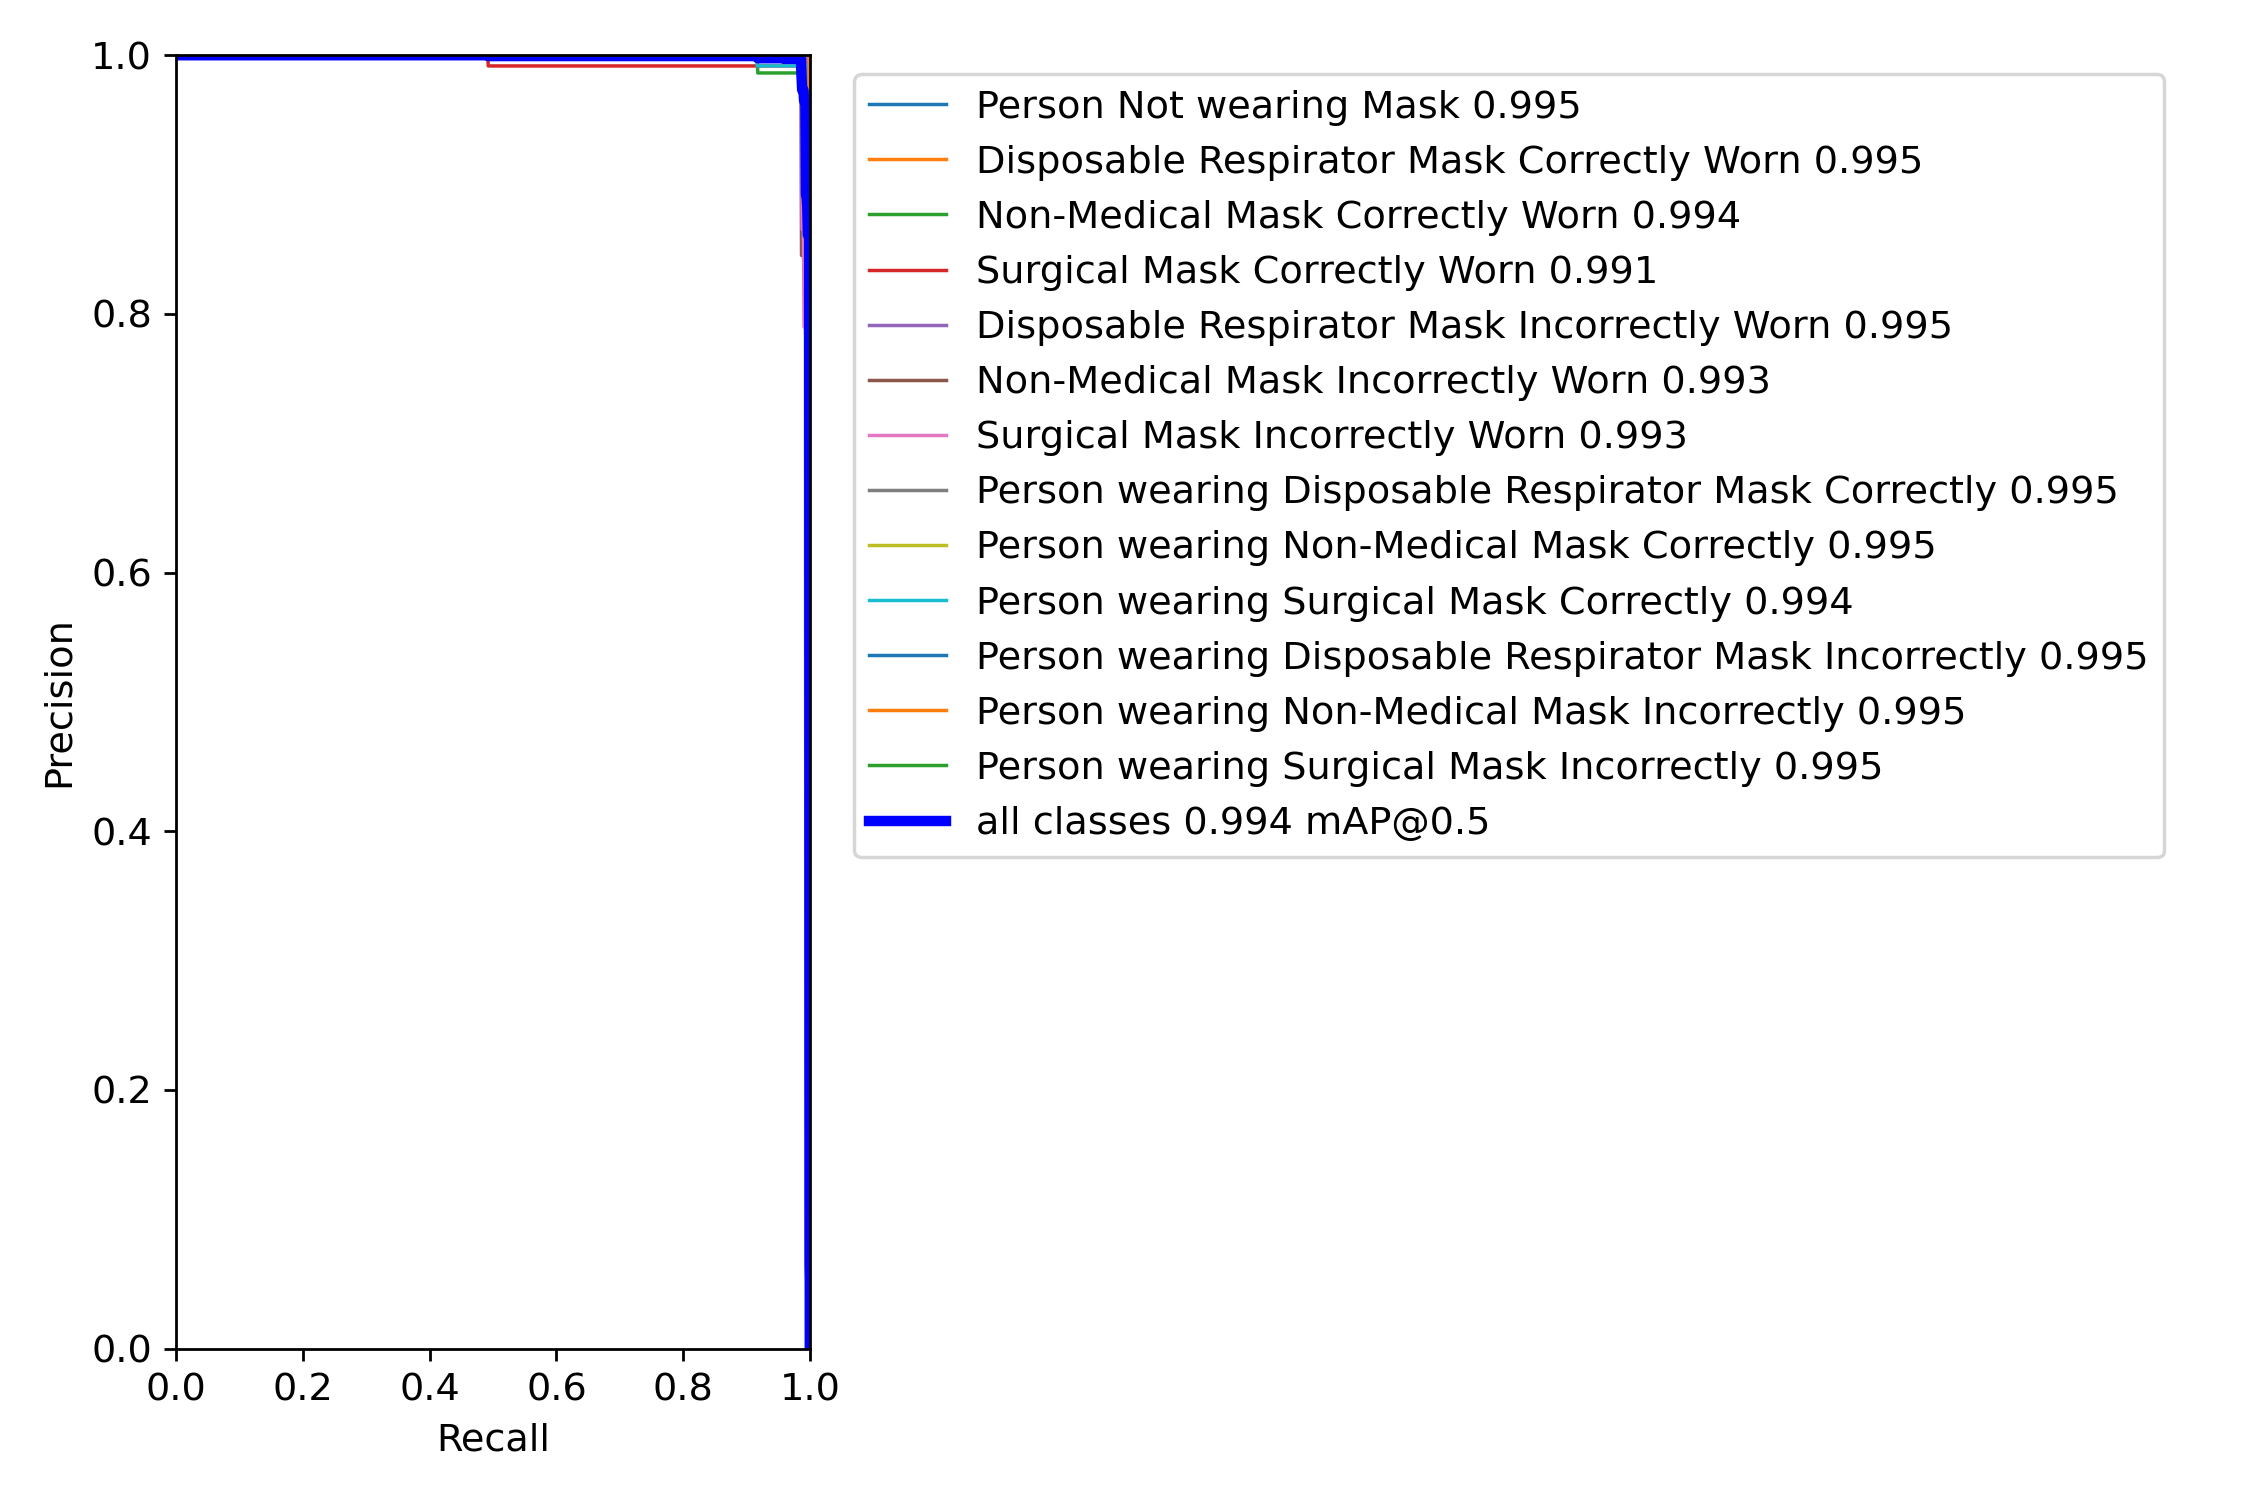 1.0
0.8
0.6
0.4
0.2
0.0
Precision
0.0 0.2 0.4 0.6 0.8 1.0
Recall
Person Not wearing Mask 0.995
Disposable Respirator Mask Correctly Worn 0.995
Non-Medical Mask Correctly Worn 0.994
Surgical Mask Correctly Worn 0.991
Disposable Respirator Mask Incorrectly Worn 0.995
Non-Medical Mask Incorrectly Worn 0.993
Surgical Mask Incorrectly Worn 0.993
Person wearing Disposable Respirator Mask Correctly 0.995
Person wearing Non-Medical Mask Correctly 0.995
Person wearing Surgical Mask Correctly 0.994
Person wearing Disposable Respirator Mask Incorrectly 0.995
Person wearing Non-Medical Mask Incorrectly 0.995
Person wearing Surgical Mask Incorrectly 0.995
all classes 0.994 mAP@0.5